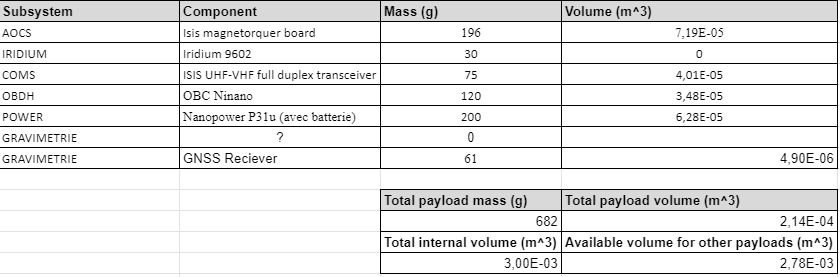 Subsystem Component Mass (g) Volume (m^3)
AOCS Isis magnetorquer board 196 7,19E-05
IRIDIUM Iridium 9602 30 0
COMS ISIS UHF-VHF full duplex transceiver 75 4,01E-05
OBDH OBC Ninano 120 3,48E-05
POWER Nanopower P31u (avec batterie) 200 6,28E-05
GRAVIMETRIE ? 0
GRAVIMETRIE GNSS Reciever 61 4,90E-06
Total payload mass (g) Total payload volume (m^3)
682 2,14E-04
Total internal volume (m^3) Available volume for other payloads (m^3)
3,00E-03 2,78E-03